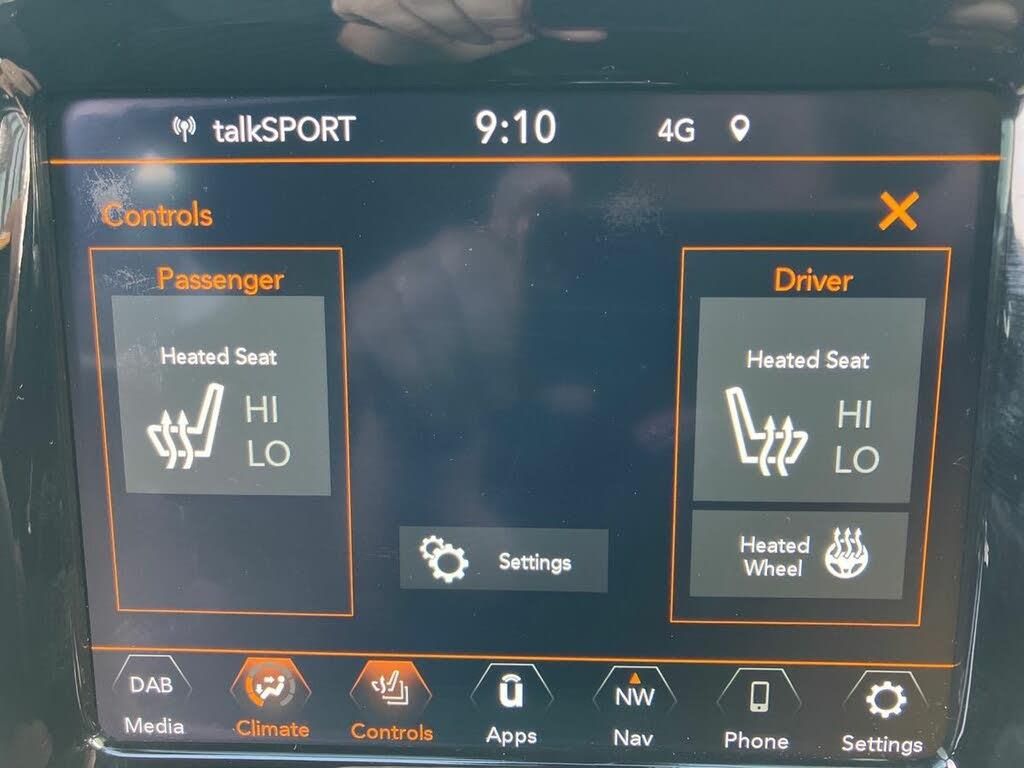 talkSPORT 9:10 4G
Controls
Passenger
Heated Seat
HI
LO
Driver
Heated Seat
HI
LO
Heated
Wheel
Settings
DAB
Media
Climate
Controls
Apps
NW
Nav
Phone
Settings